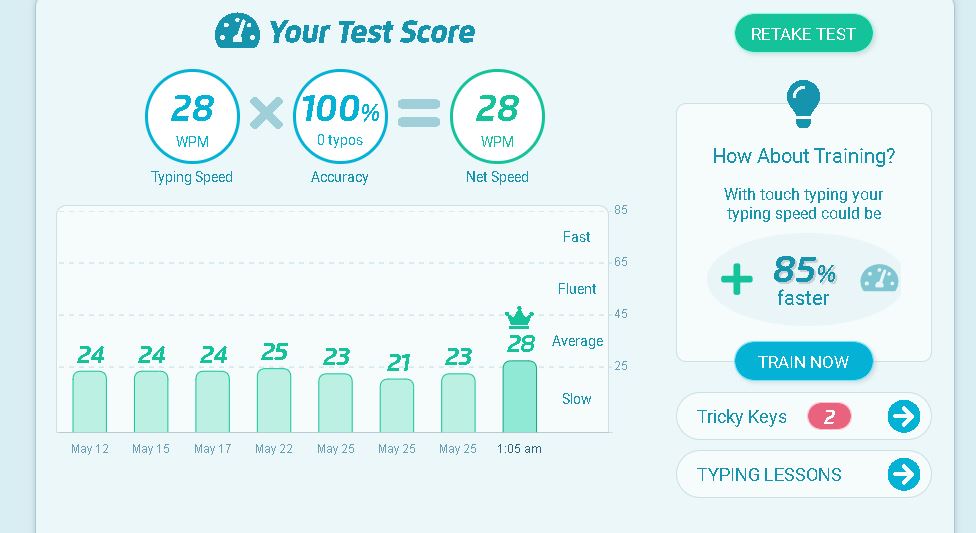 Your Test Score
RETAKE TEST
28
WPM
Typing Speed
100%
0 typos
Accuracy
28
WPM
Net Speed
How About Training?
With touch typing your
typing speed could be
85%
faster
TRAIN NOW
Tricky Keys 2
TYPING LESSONS
85
Fast
65
Fluent
45
Average
25
Slow
24 24 24 25 23 21 23 28
May 12 May 15 May 17 May 22 May 25 May 25 May 25 1:05 am